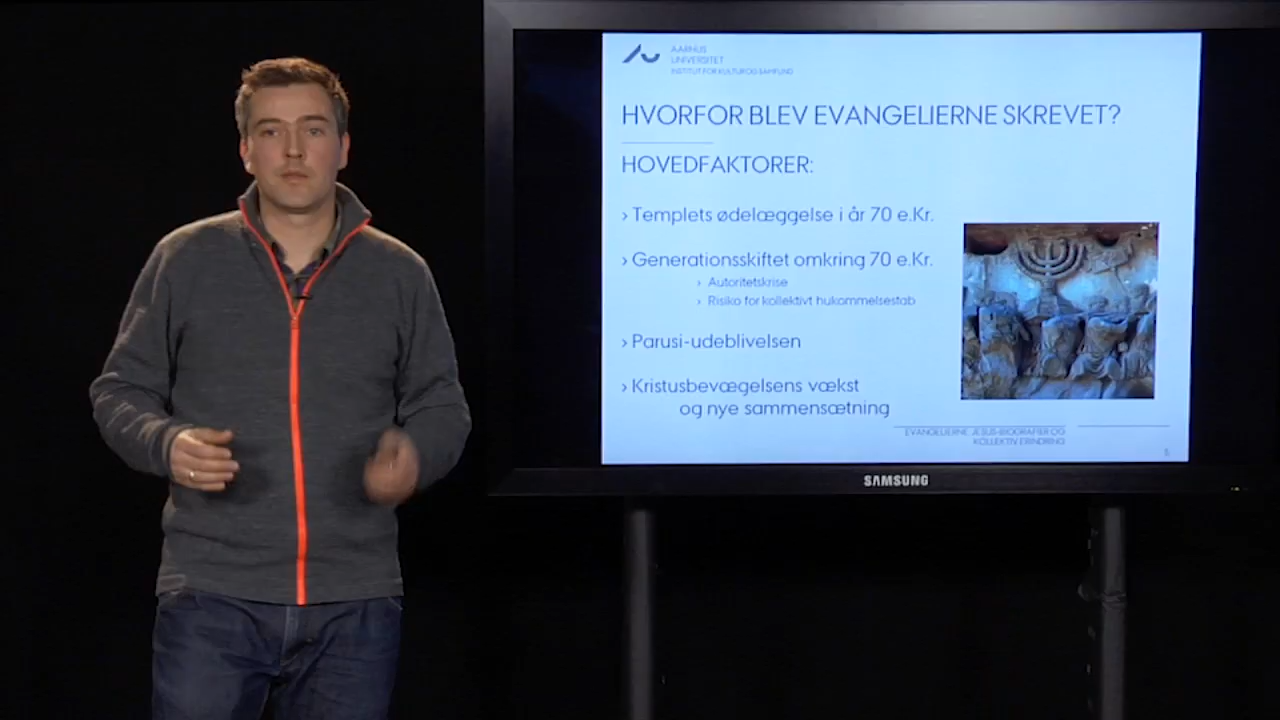 AARHUS
UNIVERSITET
INSTITUT FOR KULTUR OG SAMFUND
HVORFOR BLEV EVANGELIERNE SKREVET?
HOVEDFAKTORER:
› Templets ødelæggelse i år 70 e.Kr.
› Generationsskiftet omkring 70 e.Kr.
› Autoritetskrise
› Risiko for kollektivt hukommelsestab
› Parusi-udeblivelsen
› Kristusbevægelsens vækst
og nye sammensætning
EVANGELIERNE, JESUS-BIOGRAFIER OG
KOLLEKTIV ERINDRING
SAMSUNG